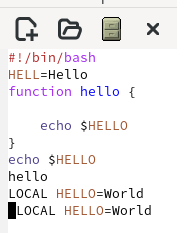 #!/bin/bash
HELL=Hello
function hello {

    echo $HELLO
}
echo $HELLO
hello
LOCAL HELLO=World
LOCAL HELLO=World